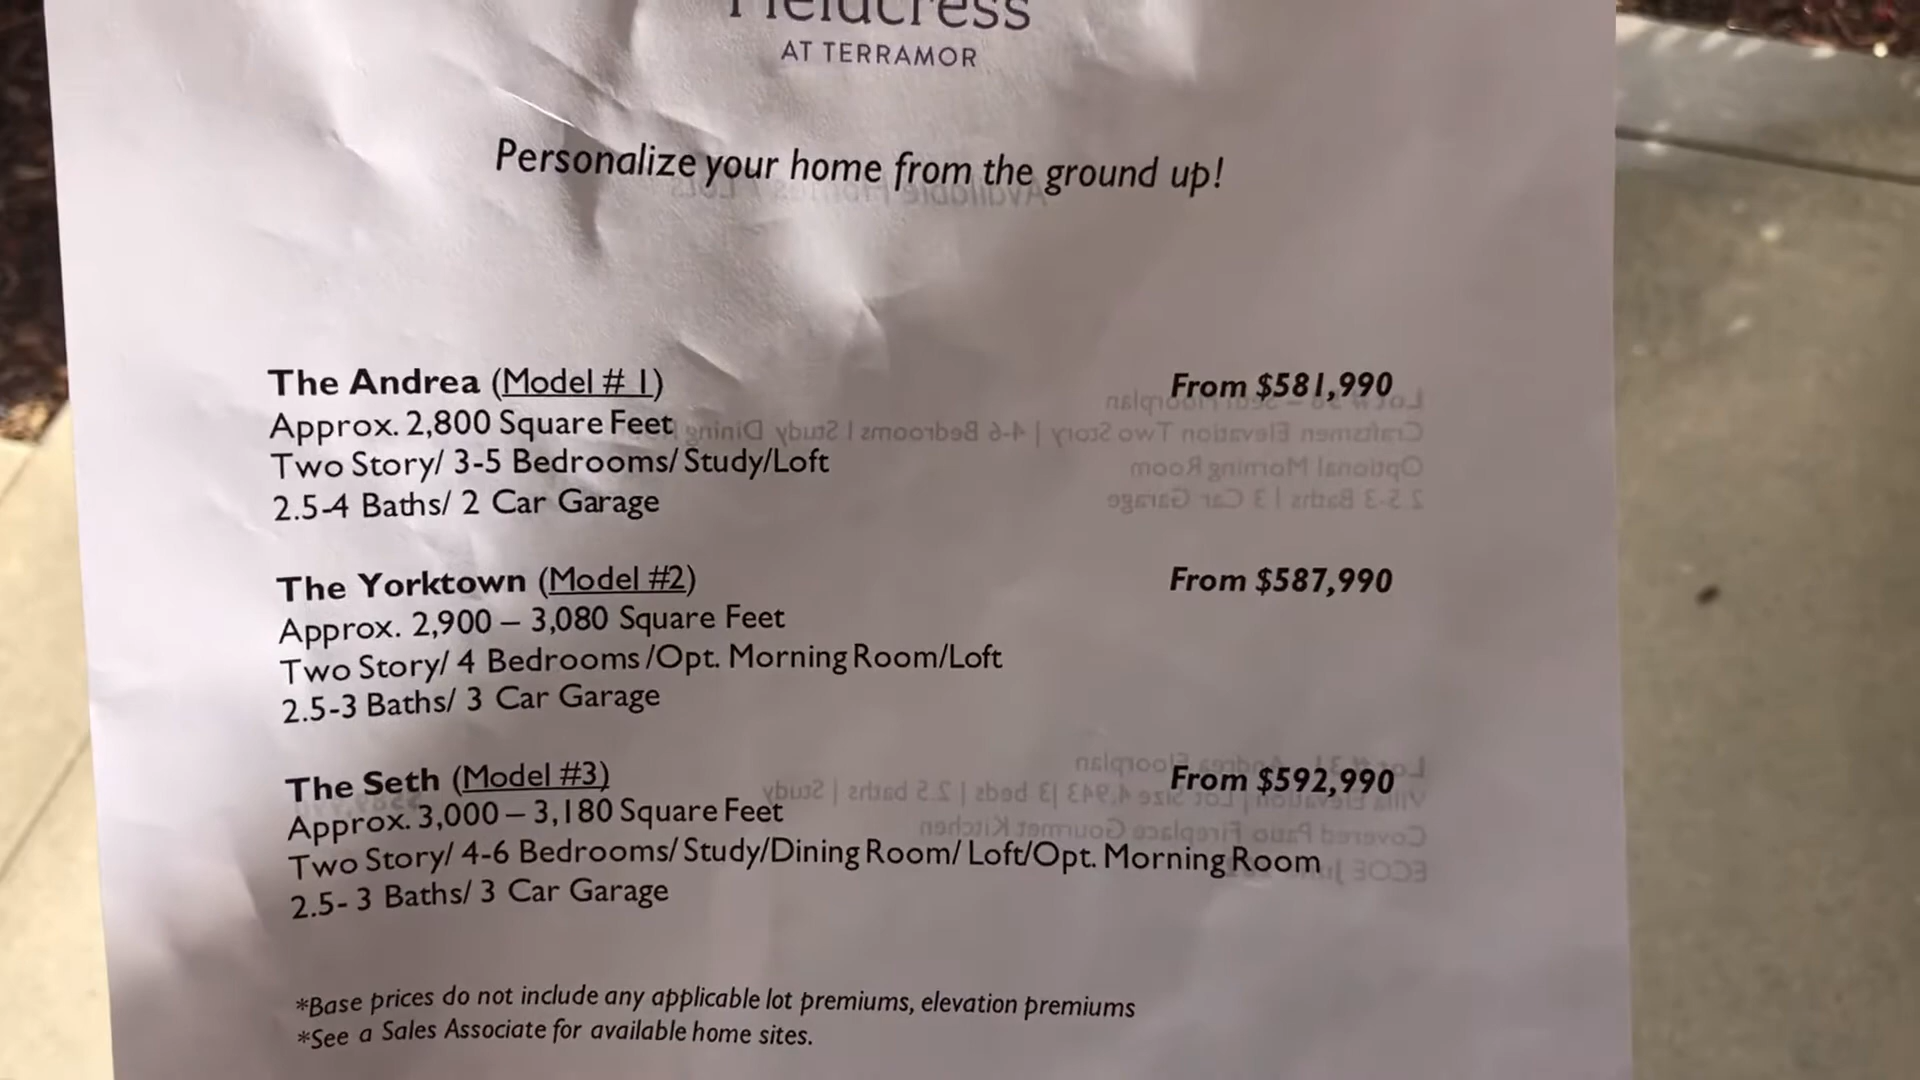 Fieldcress
AT TERRAMOR
Personalize your home from the ground up!
The Andrea (Model # 1)
From $581,990
Approx. 2,800 Square Feet
Two Story/ 3-5 Bedrooms/ Study/Loft
2.5-4 Baths/ 2 Car Garage
The Yorktown (Model #2)
From $587,990
Approx. 2,900 – 3,080 Square Feet
Two Story/ 4 Bedrooms /Opt. Morning Room/Loft
2.5-3 Baths/ 3 Car Garage
The Seth (Model #3)
From $592,990
Approx. 3,000 – 3,180 Square Feet
Two Story/ 4-6 Bedrooms/ Study/Dining Room/ Loft/Opt. Morning Room
2.5- 3 Baths/ 3 Car Garage
*Base prices do not include any applicable lot premiums, elevation premiums
*See a Sales Associate for available home sites.